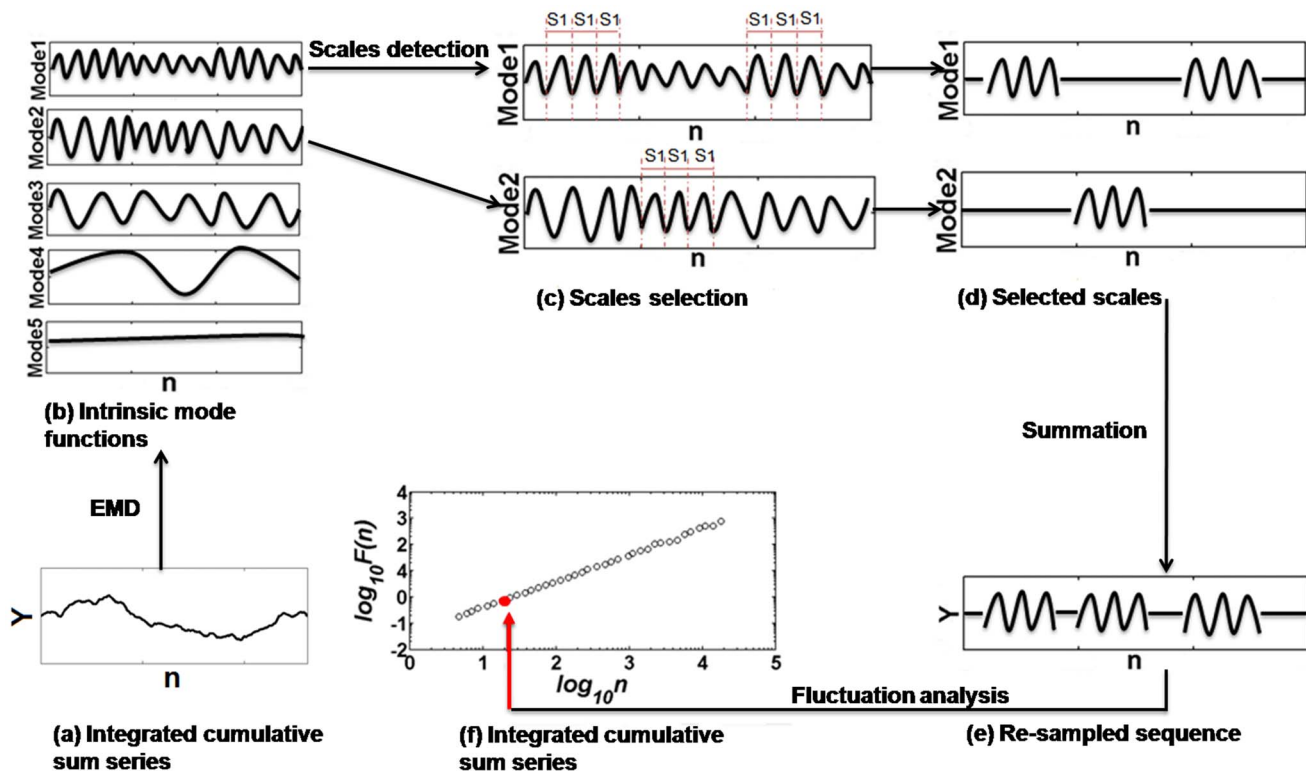 Mode1
Mode2
Mode3
Mode4
Mode5
n
(b) Intrinsic mode
functions
Scales detection
S1 S1 S1
S1 S1 S1
Mode1
n
S1 S1 S1
Mode2
n
(c) Scales selection
Mode1
n
Mode2
n
(d) Selected scales
Summation
EMD
Y
n
(a) Integrated cumulative
sum series
4
3
2
4
0
-1
-2
0 1 2 3 4 5
log10F(n)
log10n
(f) Integrated cumulative
sum series
Fluctuation analysis
Y
n
(e) Re-sampled sequence